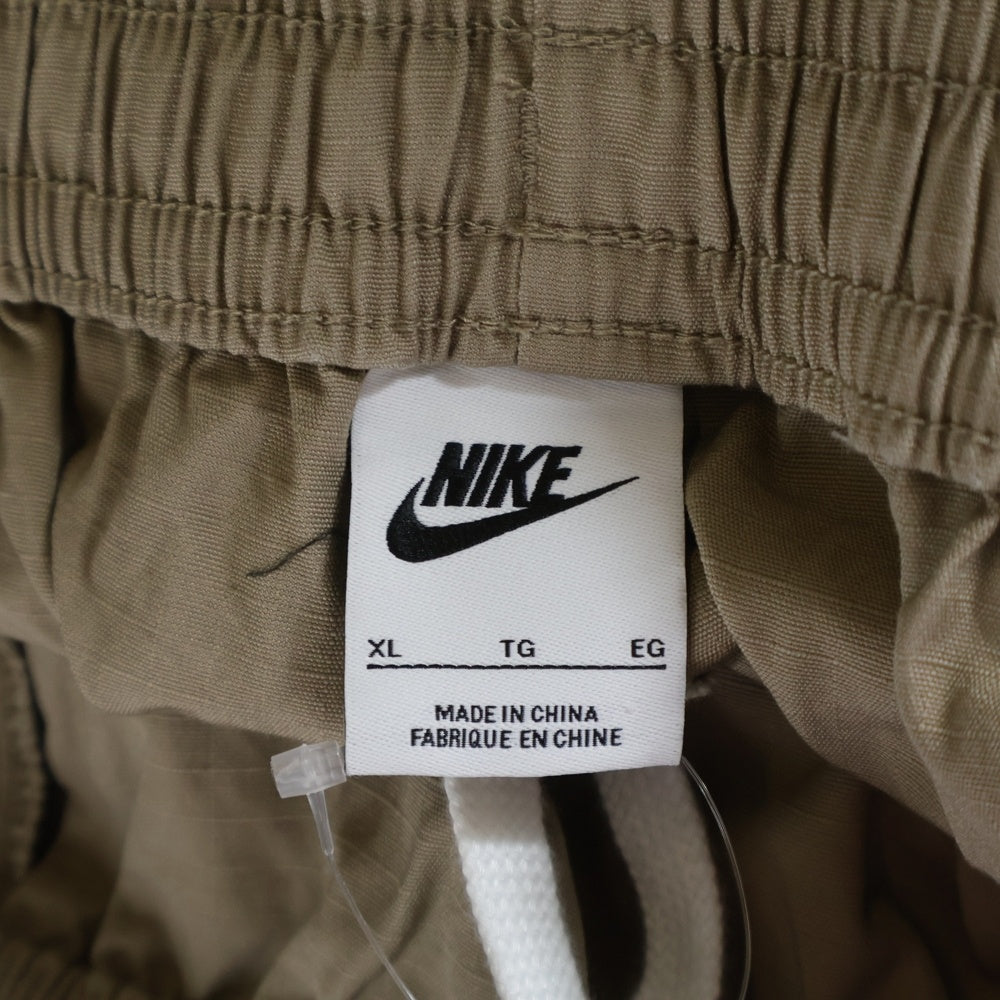 NIKE
XL TG EG
MADE IN CHINA
FABRIQUE EN CHINE